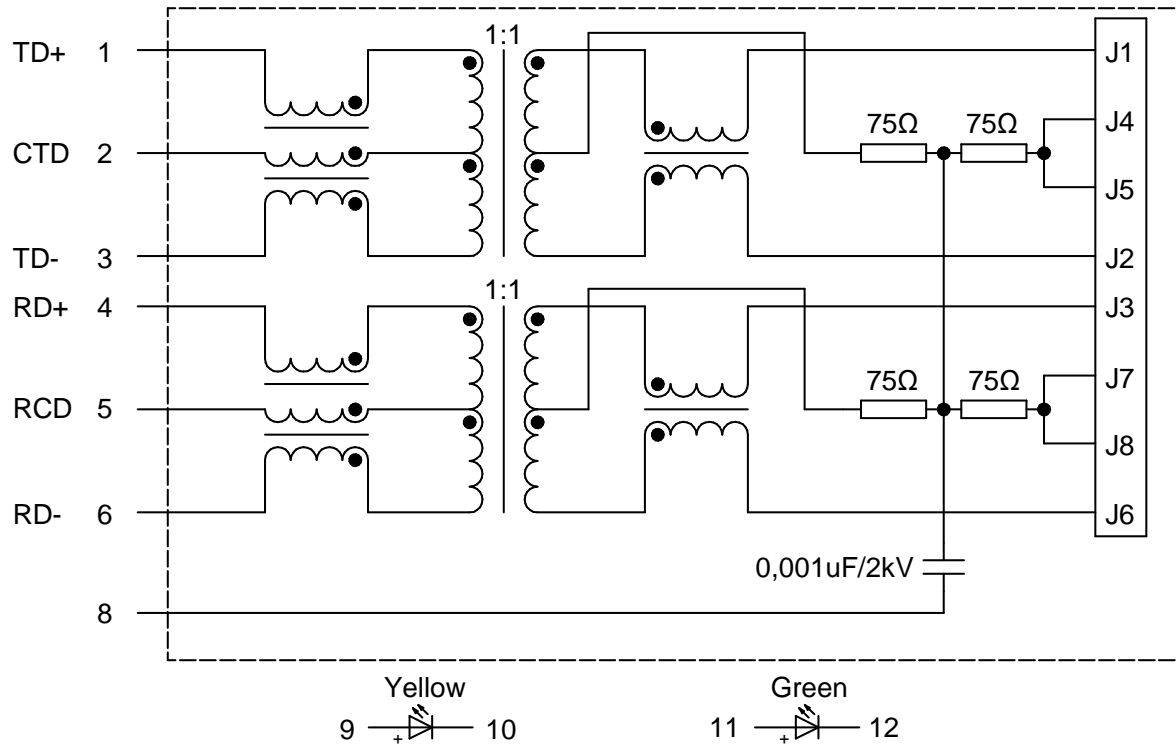 TD+ 1 1:1 J1
75Ω 75Ω J4
CTD 2
J5
TD- 3 J2
1:1
RD+ 4 J3
75Ω 75Ω J7
RCD 5
J8
RD- 6 J6
0,001uF/2kV
8
Yellow Green
9 + 10 11 + 12